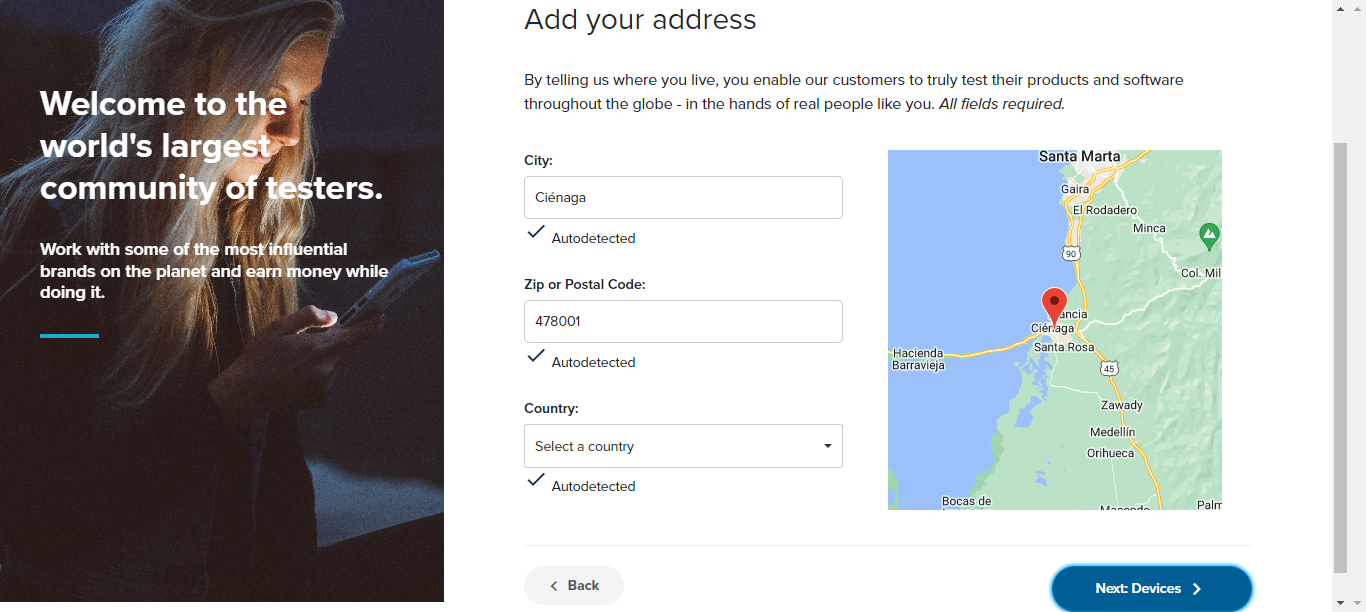 Welcome to the
world's largest
community of testers.
Work with some of the most influential
brands on the planet and earn money while
doing it.
Add your address
By telling us where you live, you enable our customers to truly test their products and software
throughout the globe - in the hands of real people like you. All fields required.
City:
Ciénaga
Autodetected
Zip or Postal Code:
478001
Autodetected
Country:
Select a country
Autodetected
Santa Marta
Gaira
El Rodadero
Minca
90
Col. Mil
Ciénaga
Santa Rosa
Hacienda
Barravieja
45
Zawady
Medellín
Orihueca
Bocas de
Palm
Back
Next: Devices